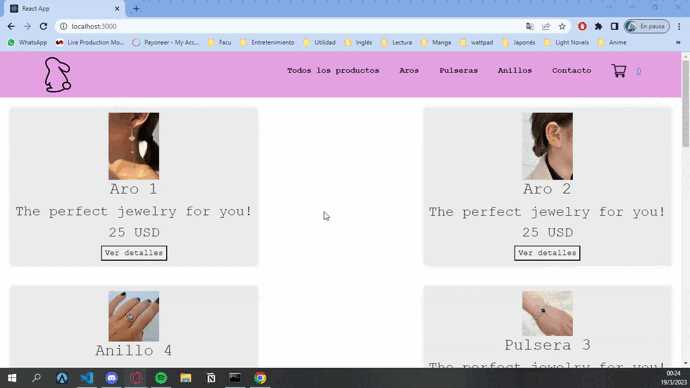 React App
localhost:3000
En pausa
WhatsApp
Live Production Mo...
Payoneer - My Acc...
Facu
Entretenimiento
Utilidad
Inglés
Lectura
Manga
wattpad
Japonés
Light Novels
Anime
Todos los productos
Aros
Pulseras
Anillos
Contacto
0
Aro 1
The perfect jewelry for you!
25 USD
Ver detalles
Aro 2
The perfect jewelry for you!
25 USD
Ver detalles
Anillo 4
Pulsera 3
The perfect jewelry for you!
00:24
19/3/2023